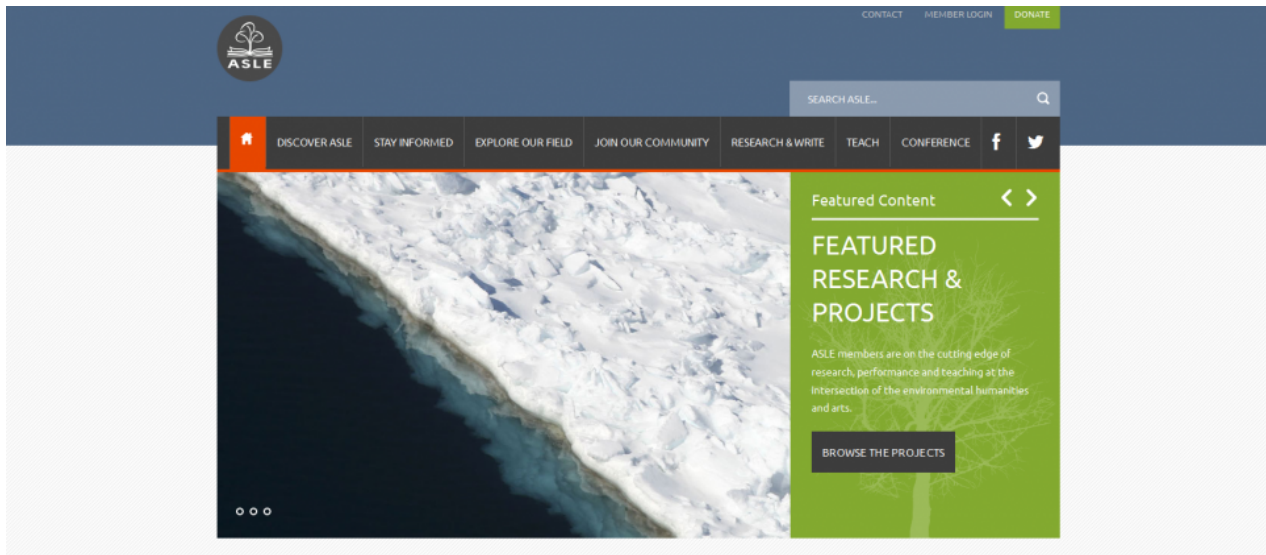 CONTACT MEMBER LOGIN DONATE
ASLE
SEARCH ASLE...
DISCOVER ASLE STAY INFORMED EXPLORE OUR FIELD JOIN OUR COMMUNITY RESEARCH & WRITE TEACH CONFERENCE
Featured Content
FEATURED
RESEARCH &
PROJECTS
ASLE members are on the cutting edge of
research, performance and teaching at the
intersection of the environmental humanities
and arts.
BROWSE THE PROJECTS